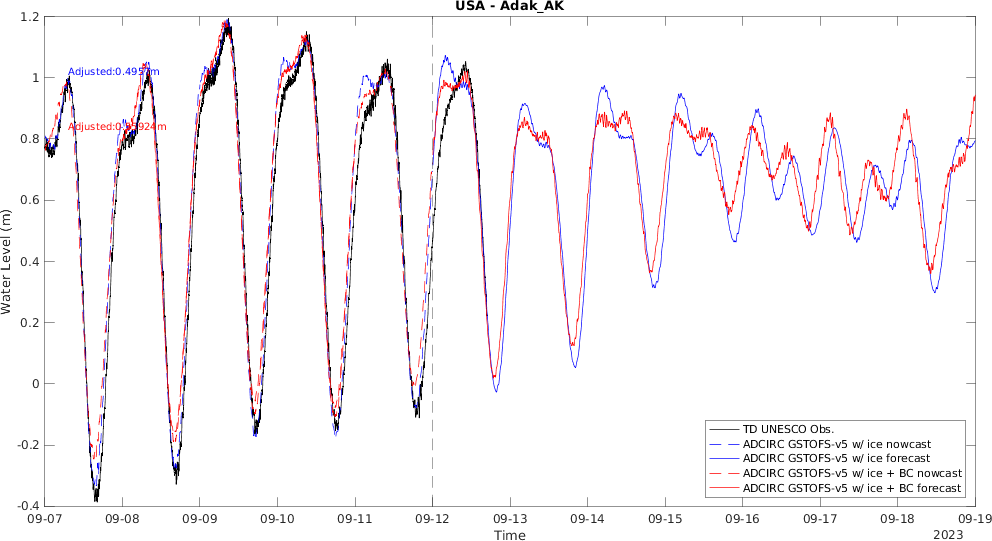 USA - Adak_AK
1.2
1
0.8
0.6
0.4
0.2
0
-0.2
-0.4
Water Level (m)
Adjusted:
Adjusted:
TD UNESCO Obs.
ADCIRC GSTOFS-v5 w/ ice nowcast
ADCIRC GSTOFS-v5 w/ ice forecast
ADCIRC GSTOFS-v5 w/ ice + BC nowcast
ADCIRC GSTOFS-v5 w/ ice + BC forecast
09-07 09-08 09-09 09-10 09-11 09-12 09-13 09-14 09-15 09-16 09-17 09-18 09-19
Time
2023